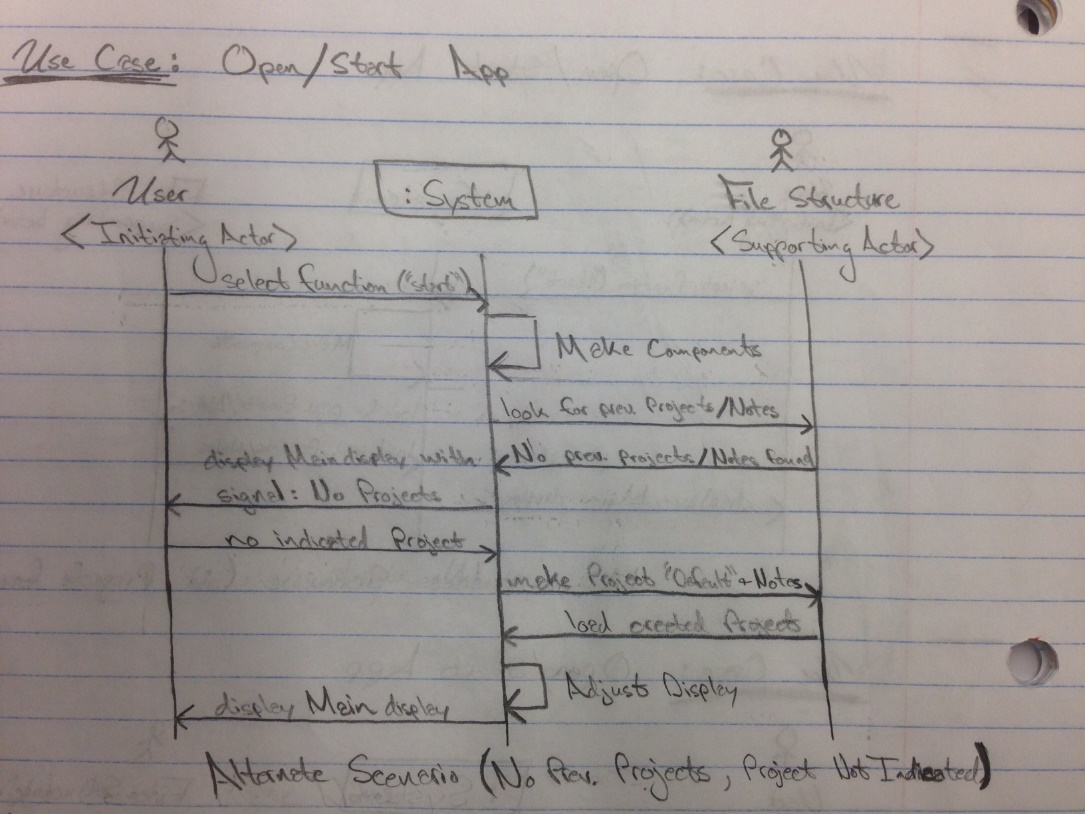 Use Case: Open/Start App
User
: System
File Structure
<Initiating Actor>
<Supporting Actor>
select function ("start")
Make Components
look for prev. Projects/Notes
No prev. Projects/Notes found
display Main display with
signal: No Projects
no indicated Project
make Project "Default" + Notes
load created Projects
Adjusts Display
display Main display
Alternate Scenerio (No Prev. Projects, Project Not Indicated)